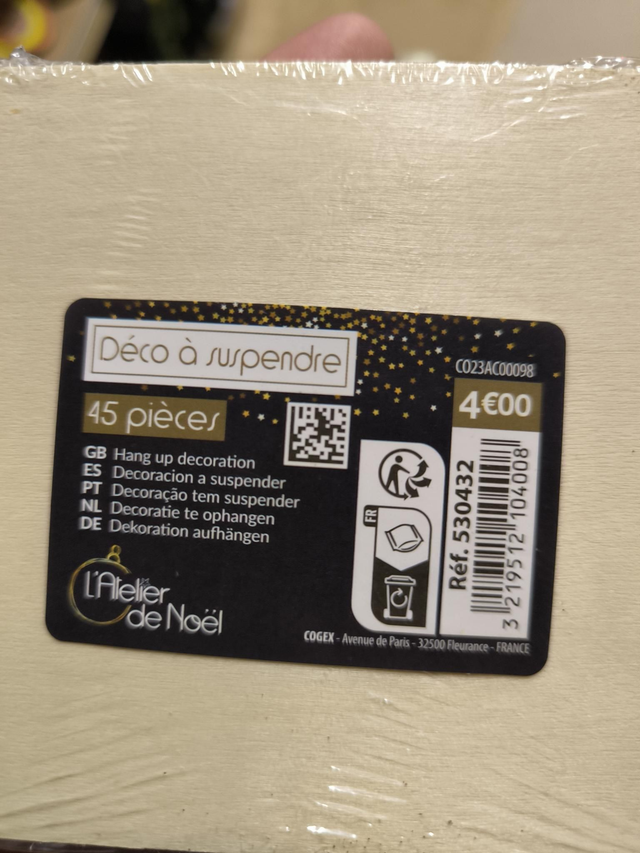 Déco à suspendre
45 pièces
GB Hang up decoration
ES Decoracion a suspender
PT Decoração tem suspender
NL Decoratie te ophangen
DE Dekoration aufhängen
L'Atelier
de Noël
CO23AC00098
4€00
FR
Réf. 530432
3 219512 104008
COGEX - Avenue de Paris - 32500 Fleurance - FRANCE